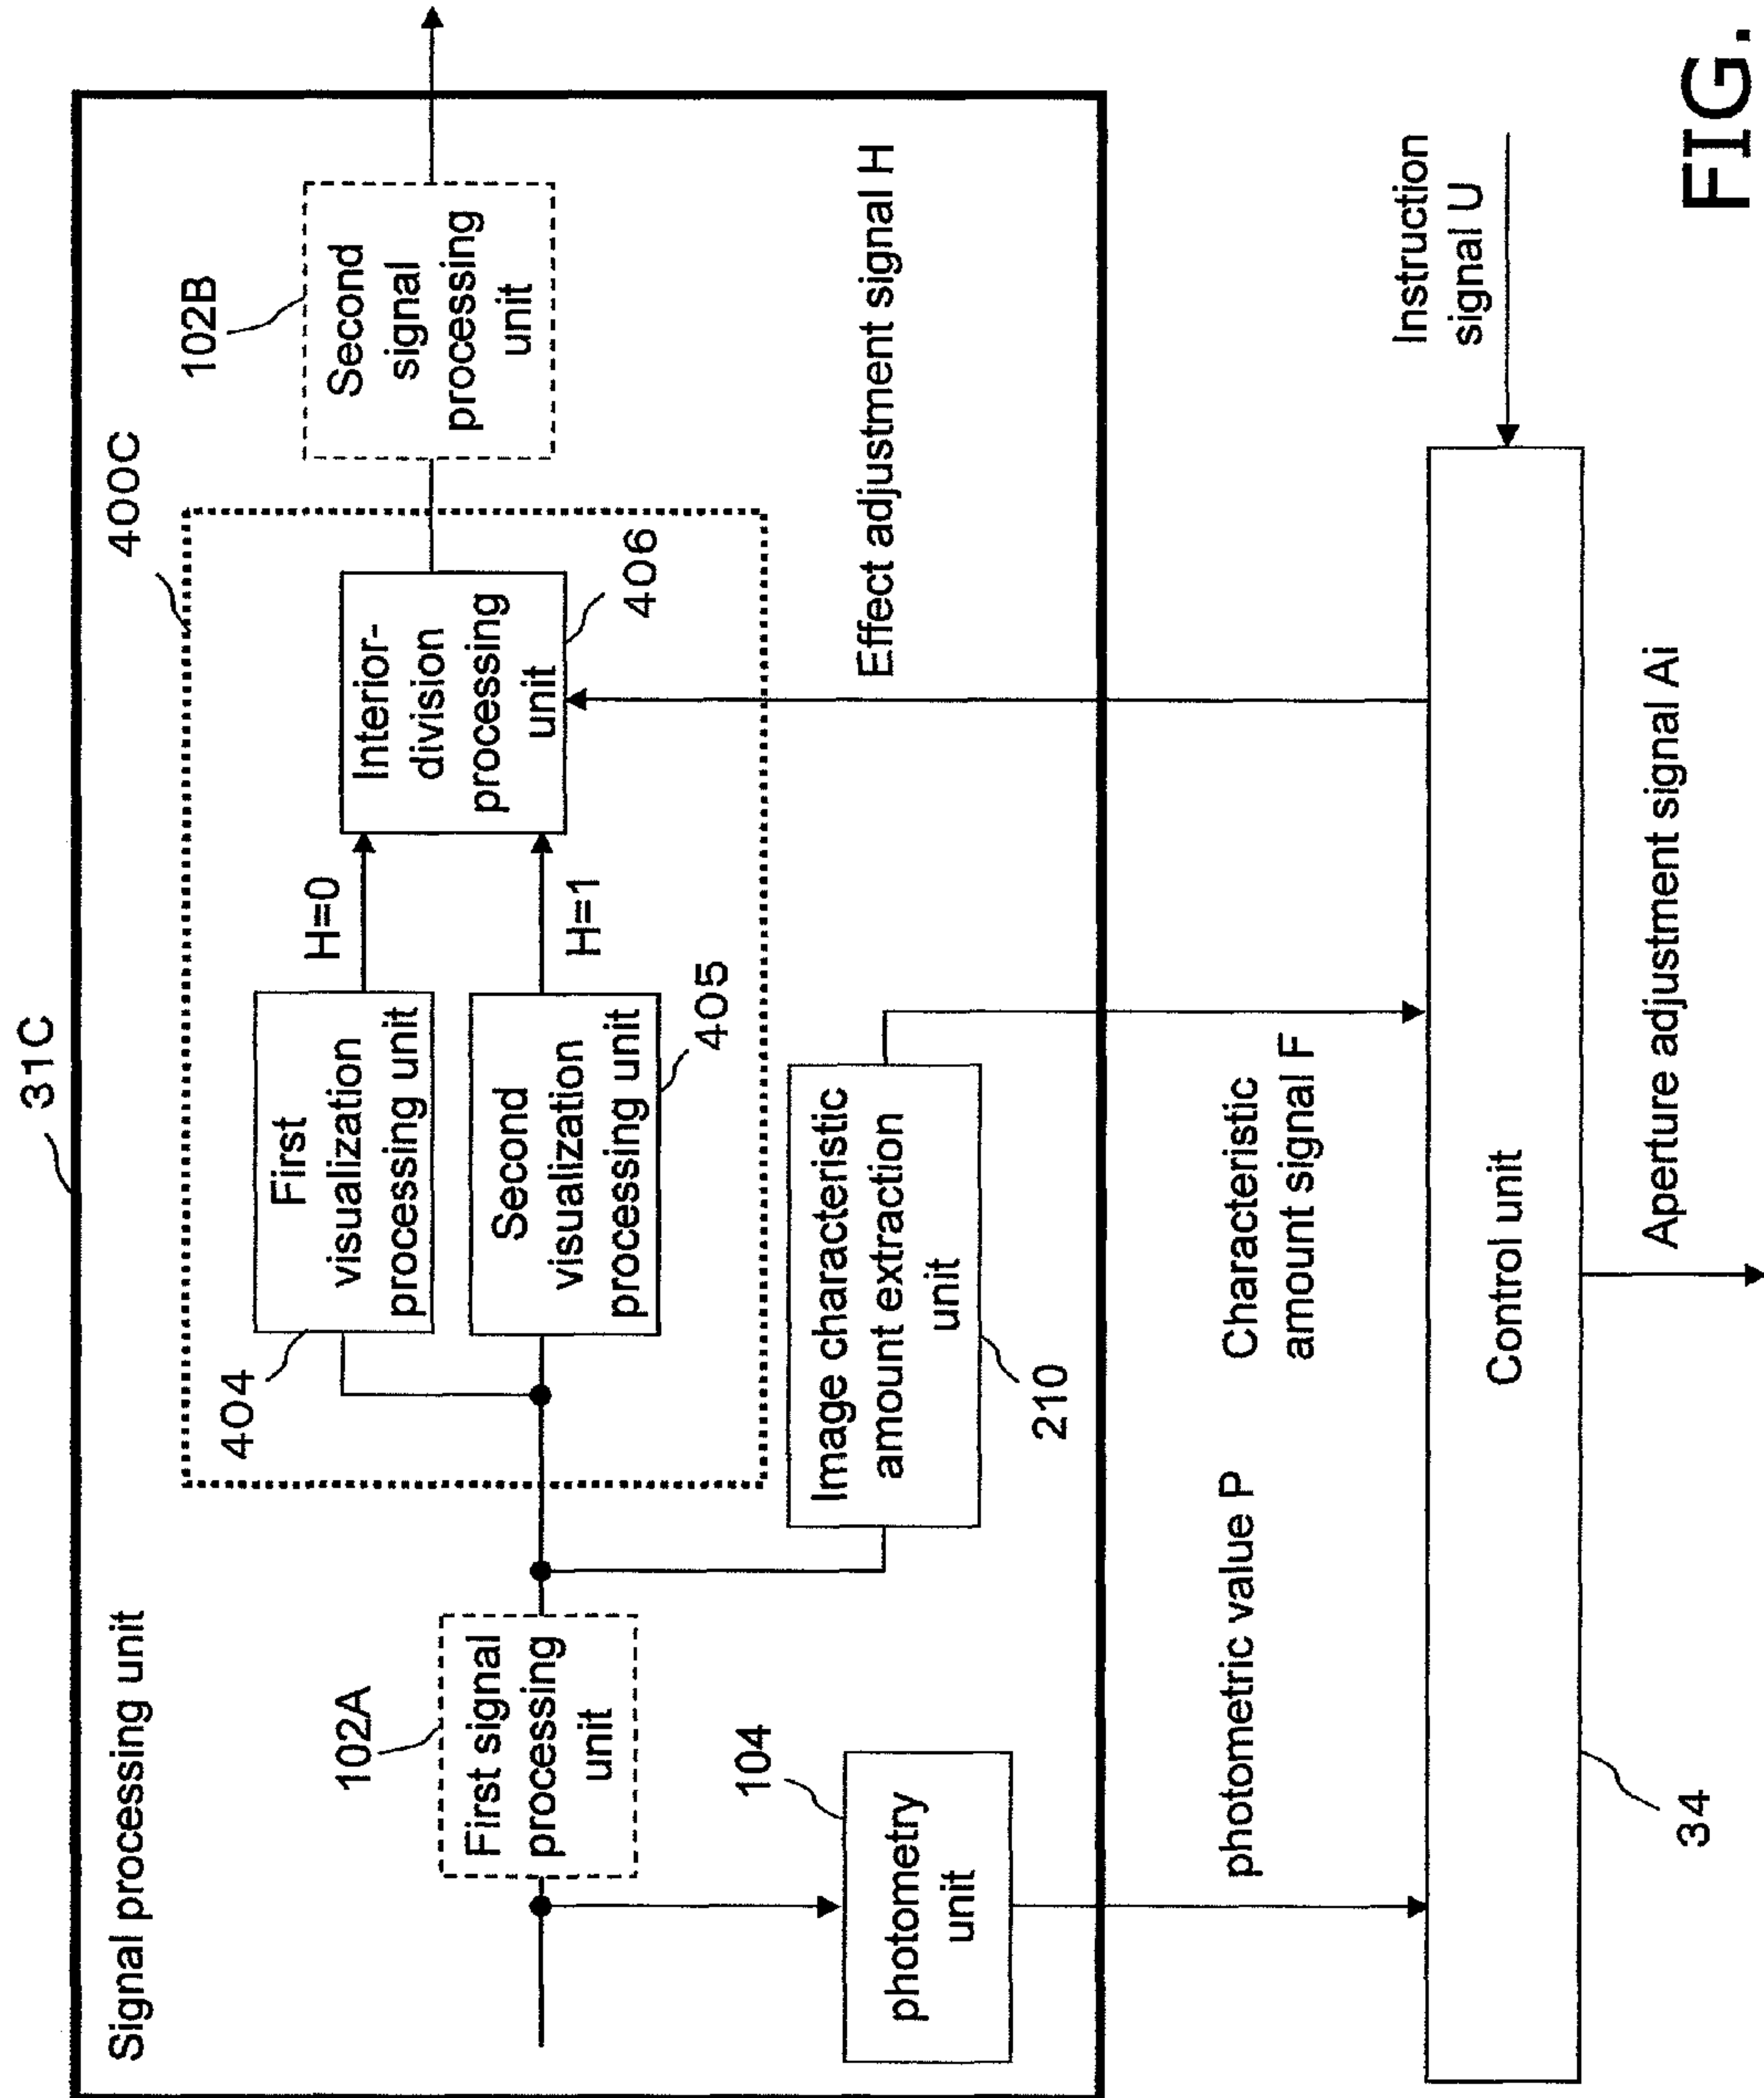 31C
Signal processing unit
400C
102B
102A
First signal
processing
unit
404
First
visualization
processing unit
H=0
Second
visualization
processing unit
405
H=1
Interior-
division
processing
unit
406
Second
signal
processing
unit
104
photometry
unit
Image characteristic
amount extraction
unit
210
Effect adjustment signal H
photometric value P
Characteristic
amount signal F
Instruction
signal U
Control unit
34
Aperture adjustment signal Ai
FIG.